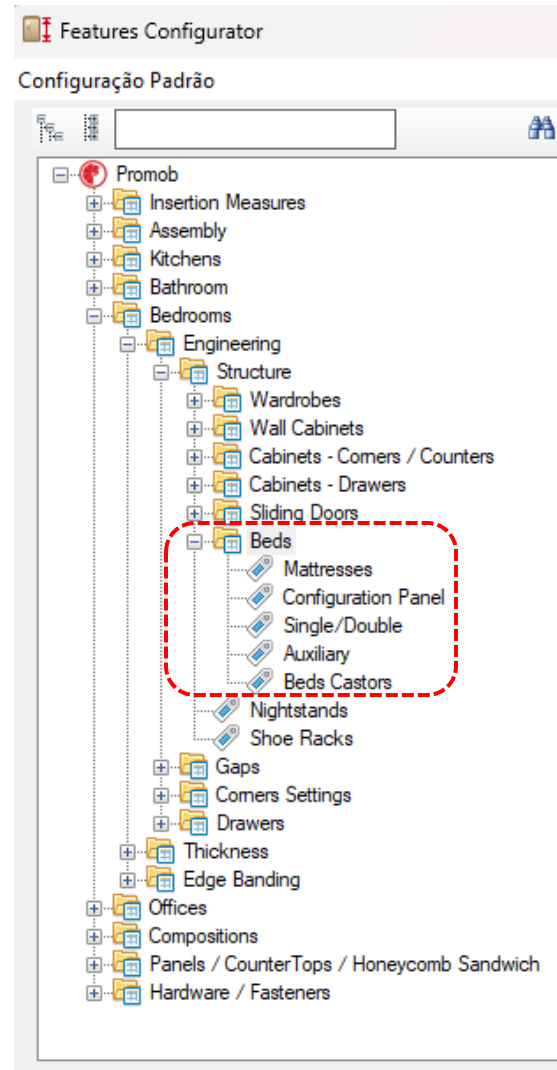 Features Configurator
Configuração Padrão
Promob
Insertion Measures
Assembly
Kitchens
Bathroom
Bedrooms
Engineering
Structure
Wardrobes
Wall Cabinets
Cabinets - Corners / Counters
Cabinets - Drawers
Sliding Doors
Beds
Mattresses
Configuration Panel
Single/Double
Auxiliary
Beds Castors
Nightstands
Shoe Racks
Gaps
Corners Settings
Drawers
Thickness
Edge Banding
Offices
Compositions
Panels / CounterTops / Honeycomb Sandwich
Hardware / Fasteners